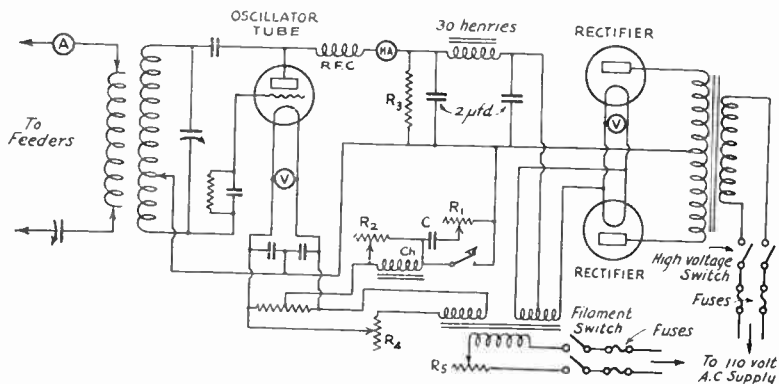 OSCILLATOR
TUBE
30 henries
RECTIFIER
A
R.F.C
MA
R3
2 µfd
V
V
To
Feeders
R2
C
R1
Ch
RECTIFIER
High voltage
Switch
Fuses
Filament
Switch
Fuses
R4
R5
To 110 volt
A.C Supply